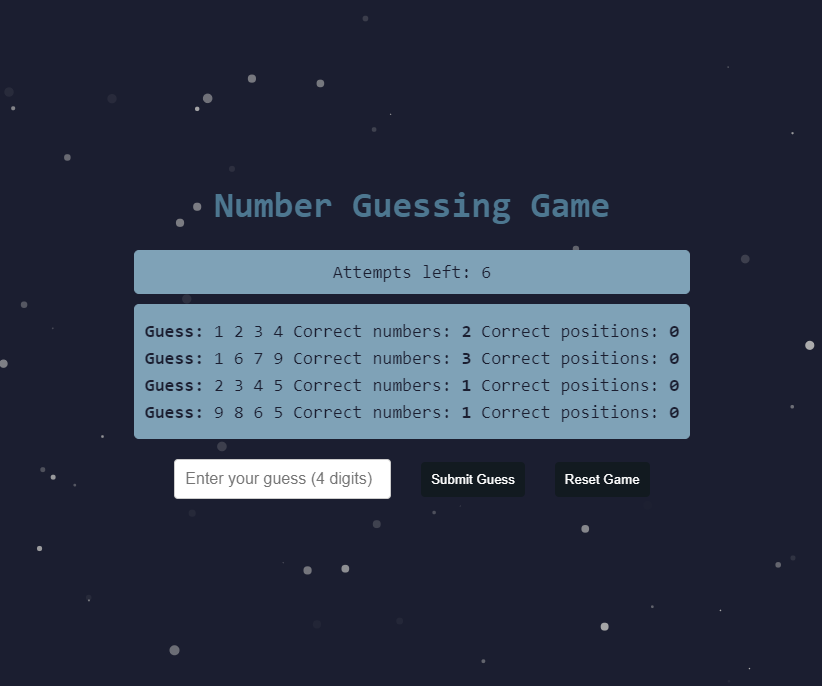 Number Guessing Game
Attempts left: 6
Guess: 1 2 3 4 Correct numbers: 2 Correct positions: 0
Guess: 1 6 7 9 Correct numbers: 3 Correct positions: 0
Guess: 2 3 4 5 Correct numbers: 1 Correct positions: 0
Guess: 9 8 6 5 Correct numbers: 1 Correct positions: 0
Enter your guess (4 digits) Submit Guess Reset Game